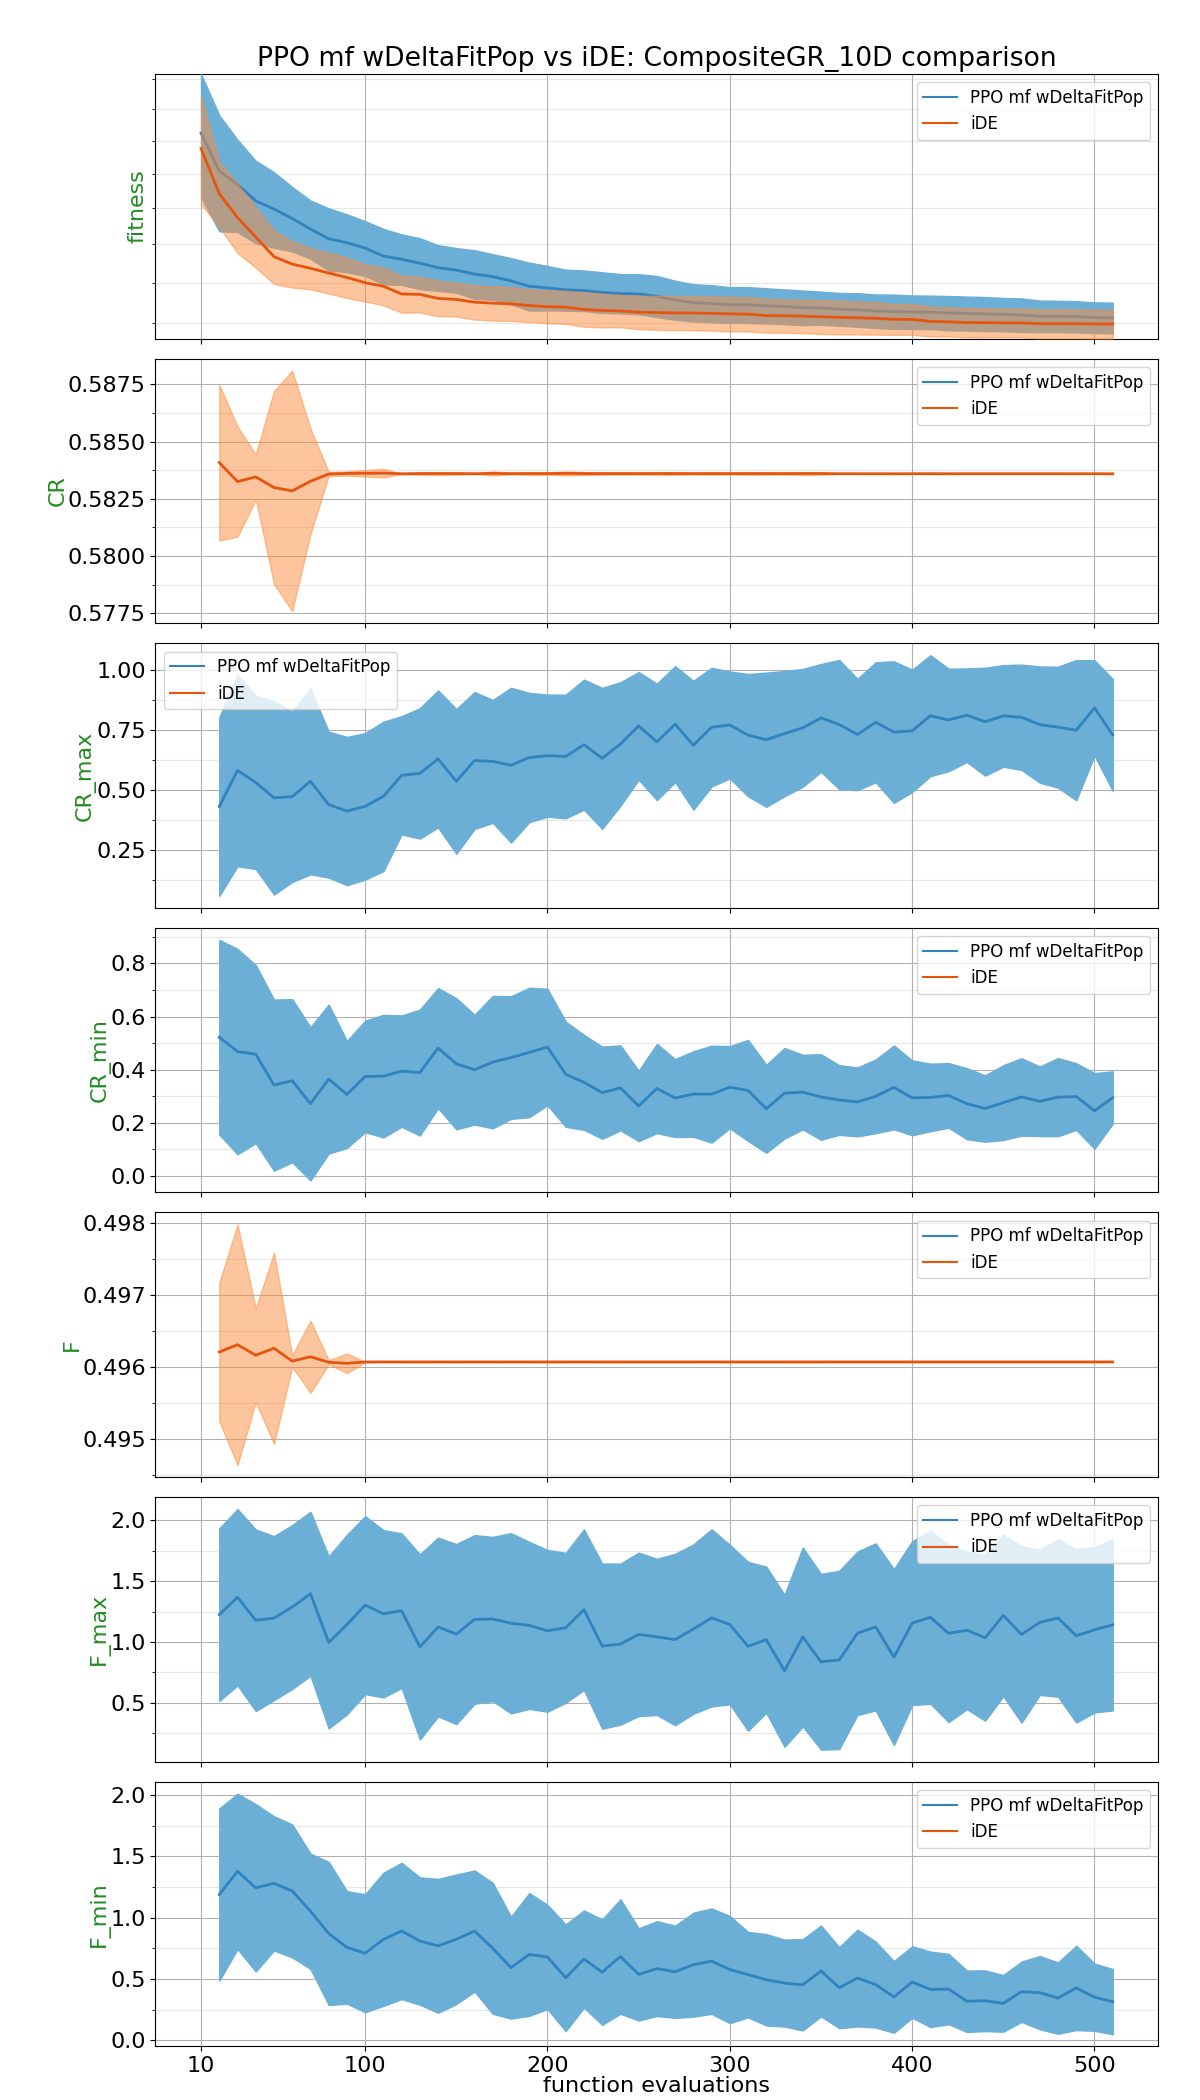 PPO mf wDeltaFitPop vs iDE: CompositeGR_10D comparison
fitness
PPO mf wDeltaFitPop
iDE
CR
0.5875
0.5850
0.5825
0.5800
0.5775
PPO mf wDeltaFitPop
iDE
CR_max
1.00
0.75
0.50
0.25
PPO mf wDeltaFitPop
iDE
CR_min
0.8
0.6
0.4
0.2
0.0
PPO mf wDeltaFitPop
iDE
F
0.498
0.497
0.496
0.495
PPO mf wDeltaFitPop
iDE
F_max
2.0
1.5
1.0
0.5
PPO mf wDeltaFitPop
iDE
F_min
2.0
1.5
1.0
0.5
0.0
PPO mf wDeltaFitPop
iDE
10 100 200 300 400 500
function evaluations